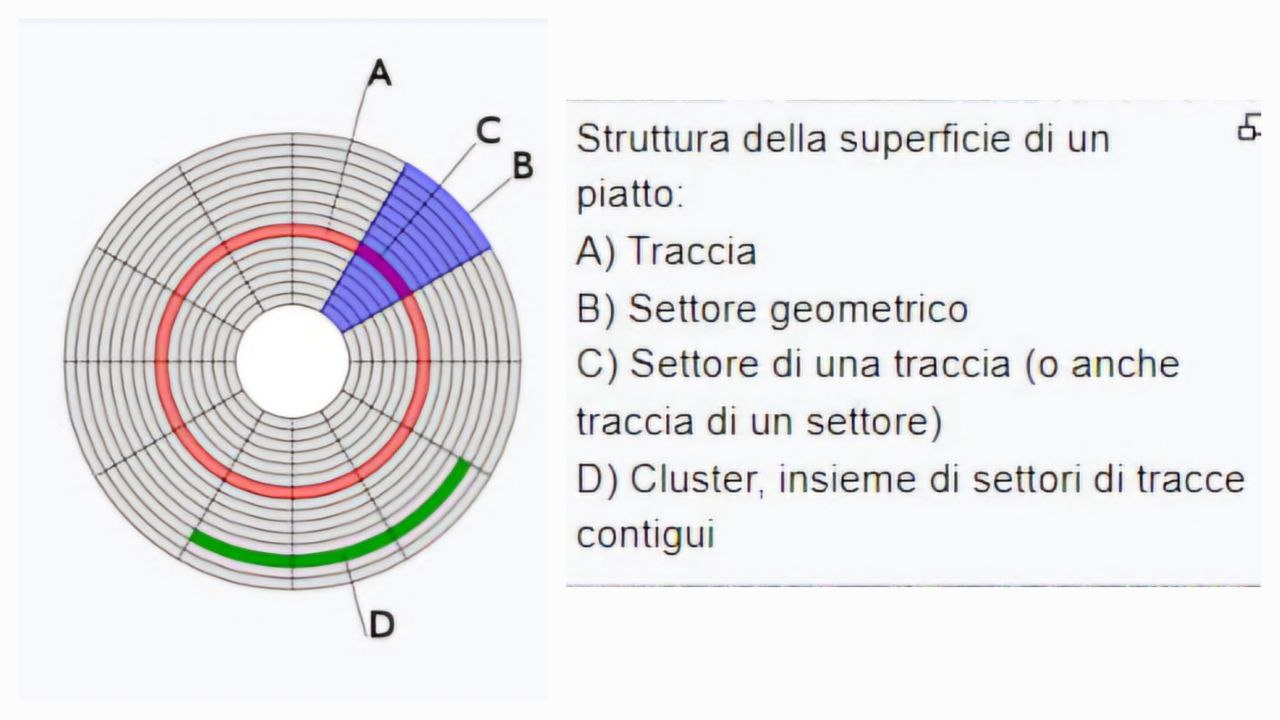 A
C
B
D
Struttura della superficie di un
piatto:
A) Traccia
B) Settore geometrico
C) Settore di una traccia (o anche
traccia di un settore)
D) Cluster, insieme di settori di tracce
contigui